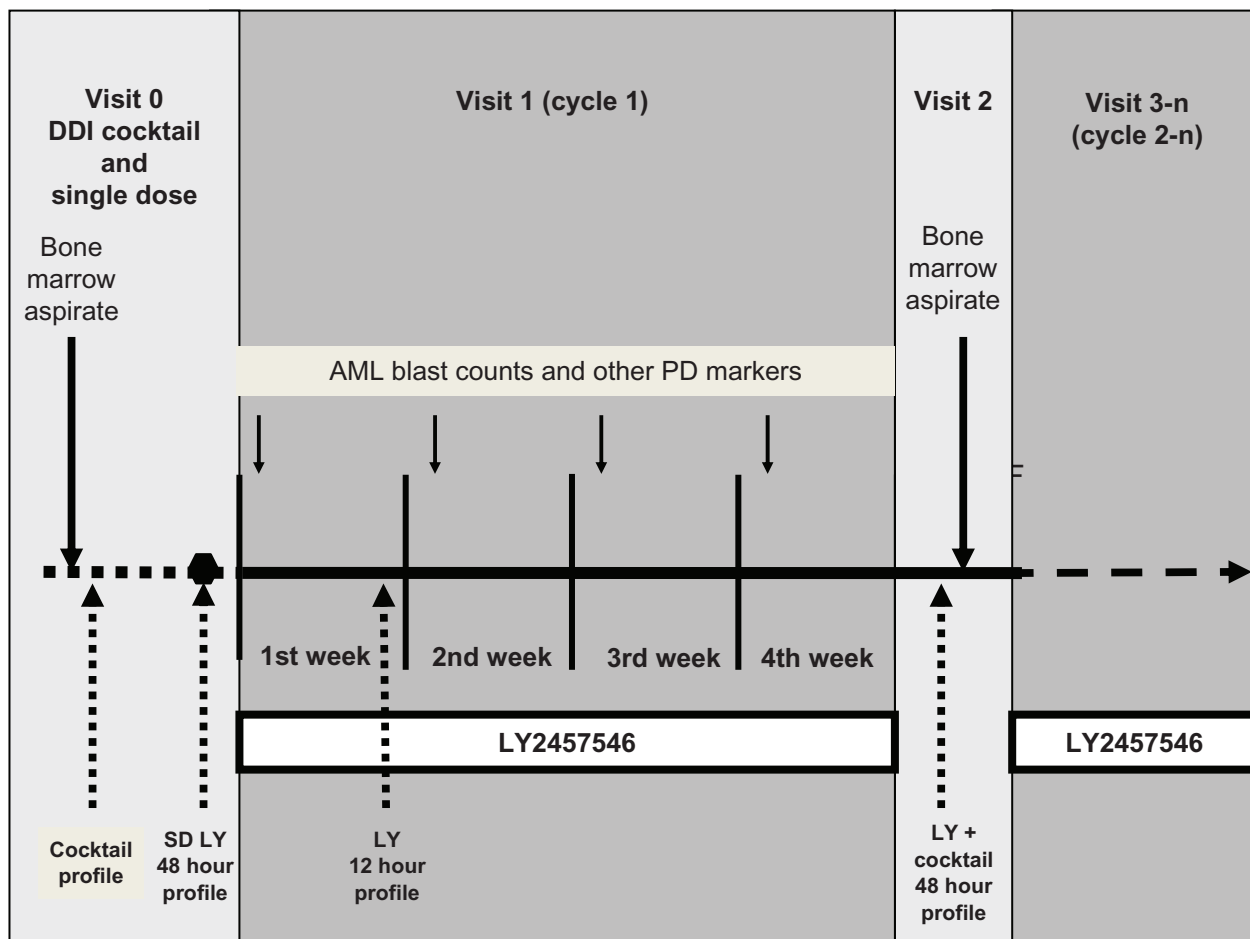 Visit 0
DDI cocktail
and
single dose
Visit 1 (cycle 1)
Visit 2
Visit 3-n
(cycle 2-n)
Bone
marrow
aspirate
Bone
marrow
aspirate
AML blast counts and other PD markers
1st week
2nd week
3rd week
4th week
LY2457546
LY2457546
Cocktail
profile
SD LY
48 hour
profile
LY
12 hour
profile
LY +
cocktail
48 hour
profile